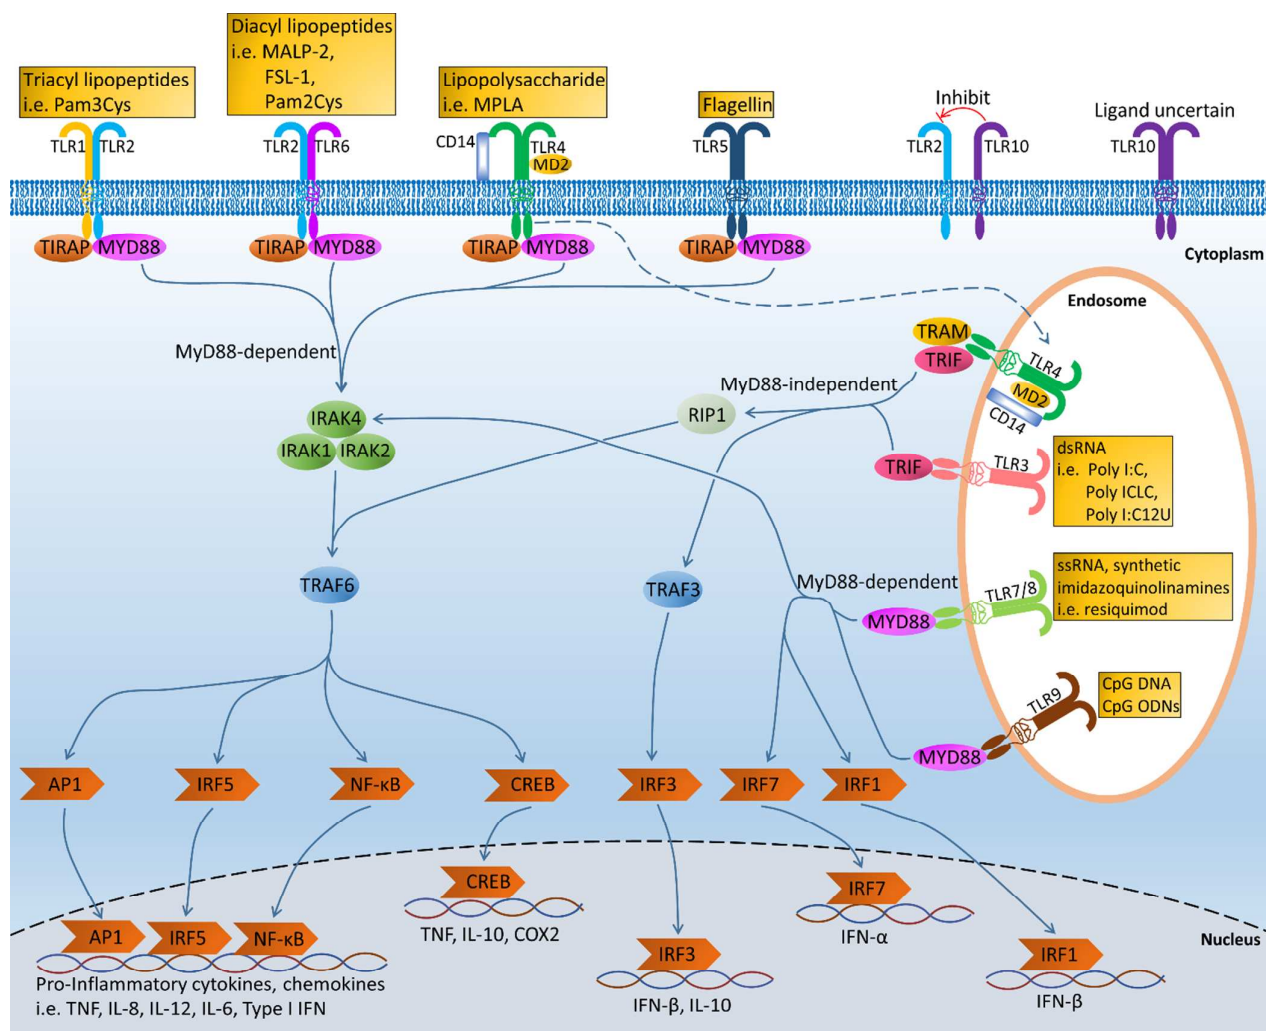 Triacyl lipopeptides
i.e. Pam3Cys
Diacyl lipopeptides
i.e. MALP-2,
FSL-1,
Pam2Cys
Lipopolysaccharide
i.e. MPLA
Flagellin
Inhibit
Ligand uncertain
TLR1
TLR2
TLR2
TLR6
CD14
TLR4
MD2
TLR5
TLR2
TLR10
TLR10
TIRAP
MYD88
TIRAP
MYD88
TIRAP
MYD88
TIRAP
MYD88
Cytoplasm
Endosome
MyD88-dependent
TRAM
TRIF
TLR4
MD2
CD14
MyD88-independent
RIP1
IRAK4
IRAK1
IRAK2
TRIF
TLR3
dsRNA
i.e. Poly I:C,
Poly ICLC,
Poly I:C12U
TRAF6
TRAF3
MyD88-dependent
MYD88
TLR7/8
ssRNA, synthetic
imidazoquinolinamines
i.e. resiquimod
MYD88
TLR9
CpG DNA
CpG ODNs
AP1
IRF5
NF-κB
CREB
IRF3
IRF7
IRF1
CREB
TNF, IL-10, COX2
IRF7
IFN-α
AP1
IRF5
NF-κB
Pro-Inflammatory cytokines, chemokines
i.e. TNF, IL-8, IL-12, IL-6, Type I IFN
IRF3
IFN-β, IL-10
IRF1
IFN-β
Nucleus